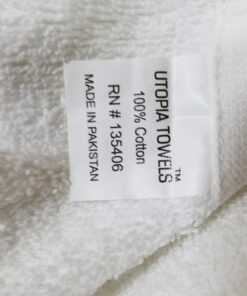 UTOPIA TOWELS™
100% Cotton
RN # 135406
MADE IN PAKISTAN